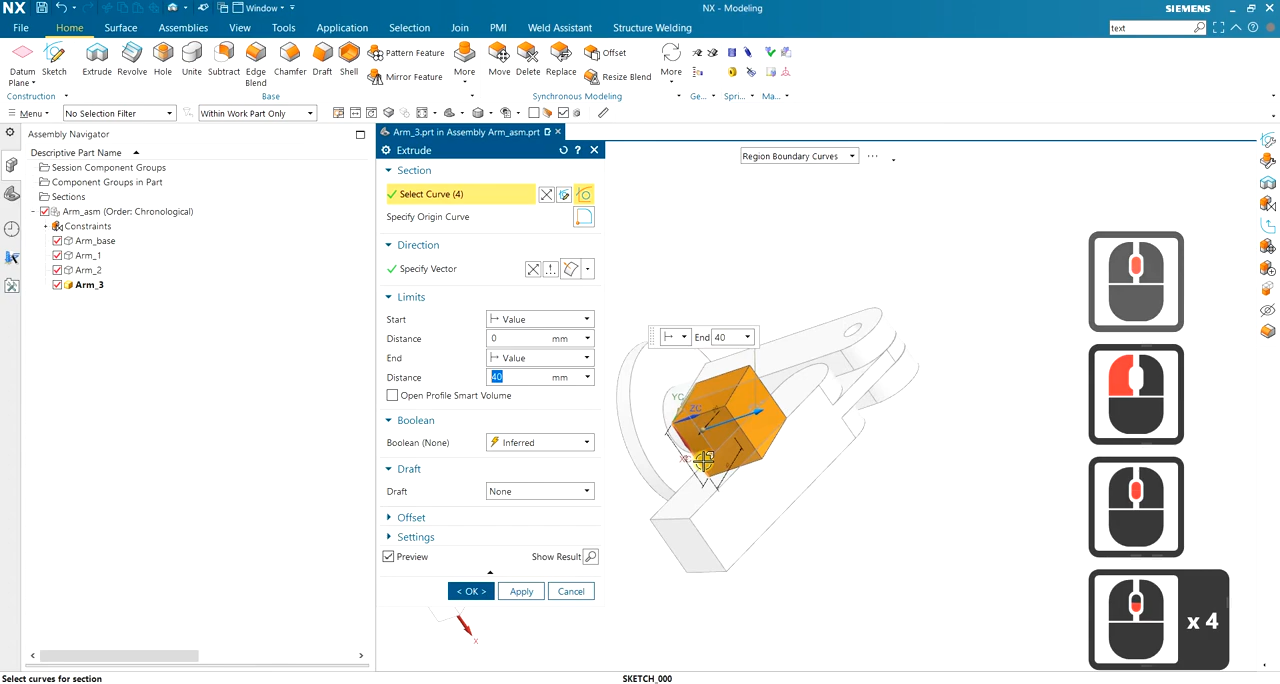 NX
Window
NX - Modeling
SIEMENS
File
Home
Surface
Assemblies
View
Tools
Application
Selection
Join
PMI
Weld Assistant
Structure Welding
text
Datum
Plane
Sketch
Extrude
Revolve
Hole
Unite
Subtract
Edge
Blend
Chamfer
Draft
Shell
Pattern Feature
Mirror Feature
More
Move
Delete
Replace
Offset
Resize Blend
More
Construction
Base
Synchronous Modeling
Ge...
Spri...
Ma...
Menu
No Selection Filter
Within Work Part Only
Assembly Navigator
Descriptive Part Name
Session Component Groups
Component Groups in Part
Sections
Arm_asm (Order: Chronological)
Constraints
Arm_base
Arm_1
Arm_2
Arm_3
Arm_3.prt in Assembly Arm_asm.prt
Extrude
Section
Select Curve (4)
Specify Origin Curve
Direction
Specify Vector
Limits
Start
Value
Distance
0
mm
End
Value
Distance
40
mm
Open Profile Smart Volume
Boolean
Boolean (None)
Inferred
Draft
Draft
None
Offset
Settings
Preview
Show Result
< OK >
Apply
Cancel
Region Boundary Curves
End
40
YC
ZC
X
x 4
Select curves for section
SKETCH_000